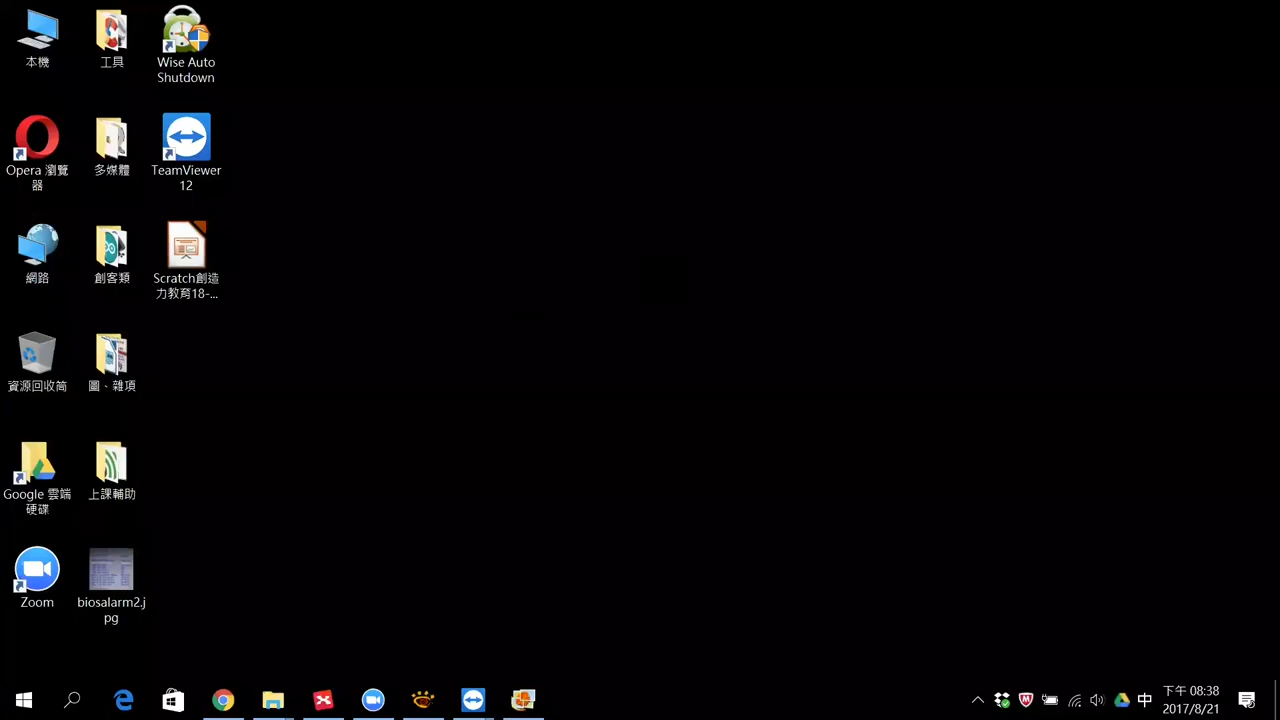 本機
工具
Wise Auto
Shutdown
Opera 瀏覽
器
多媒體
TeamViewer
12
網路
創客類
Scratch創造
力教育18-...
資源回收筒
圖、雜項
Google 雲端
硬碟
上課輔助
Zoom
biosalarm2.j
pg
中
下午 08:38
2017/8/21